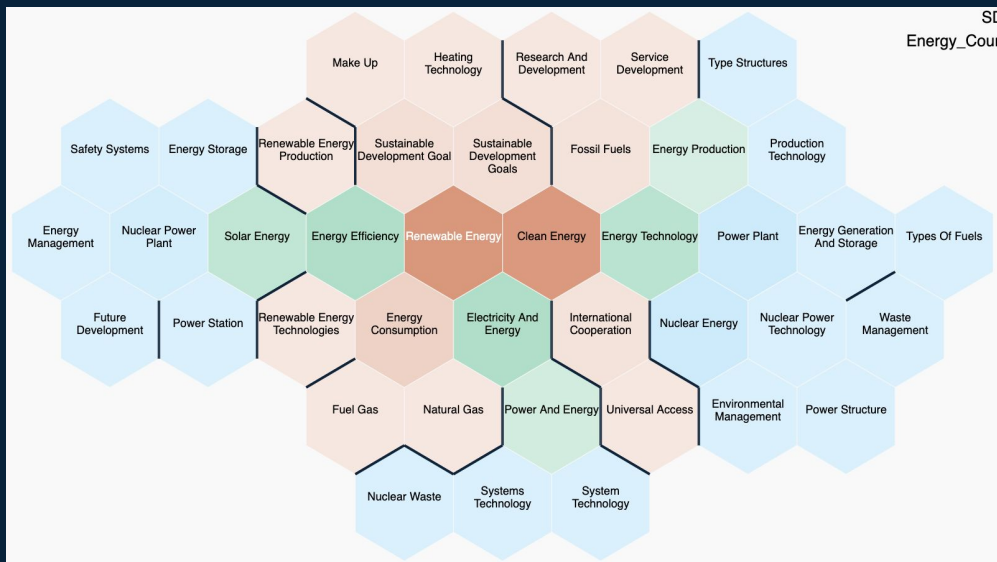 SD
Energy_Cour
Make Up
Heating
Technology
Research And
Development
Service
Development
Type Structures
Safety Systems
Energy Storage
Renewable Energy
Production
Sustainable
Development Goal
Sustainable
Development
Goals
Fossil Fuels
Energy Production
Production
Technology
Energy
Management
Nuclear Power
Plant
Solar Energy
Energy Efficiency
Renewable Energy
Clean Energy
Energy Technology
Power Plant
Energy Generation
And Storage
Types Of Fuels
Future
Development
Power Station
Renewable Energy
Technologies
Energy
Consumption
Electricity And
Energy
International
Cooperation
Nuclear Energy
Nuclear Power
Technology
Waste
Management
Fuel Gas
Natural Gas
Power And Energy
Universal Access
Environmental
Management
Power Structure
Nuclear Waste
Systems
Technology
System
Technology